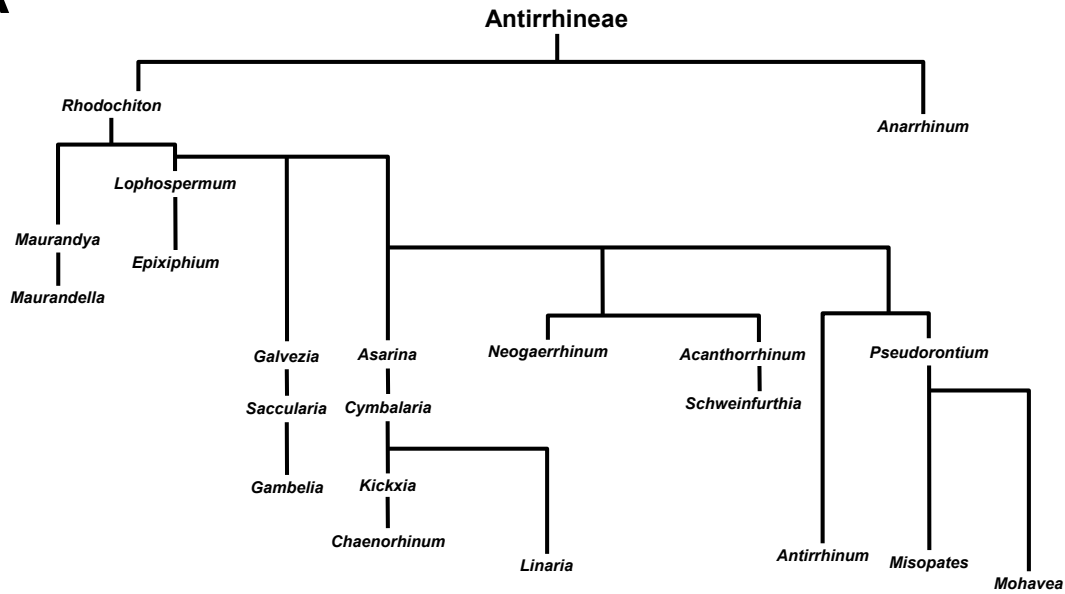 Antirrhineae
Rhodochiton
Anarrhinum
Lophospermum
Maurandya
Epixiphium
Maurandella
Galvezia
Asarina
Neogaerrhinum
Acanthorrhinum
Pseudorontium
Saccularia
Cymbalaria
Schweinfurthia
Gambelia
Kickxia
Chaenorhinum
Linaria
Antirrhinum
Misopates
Mohavea